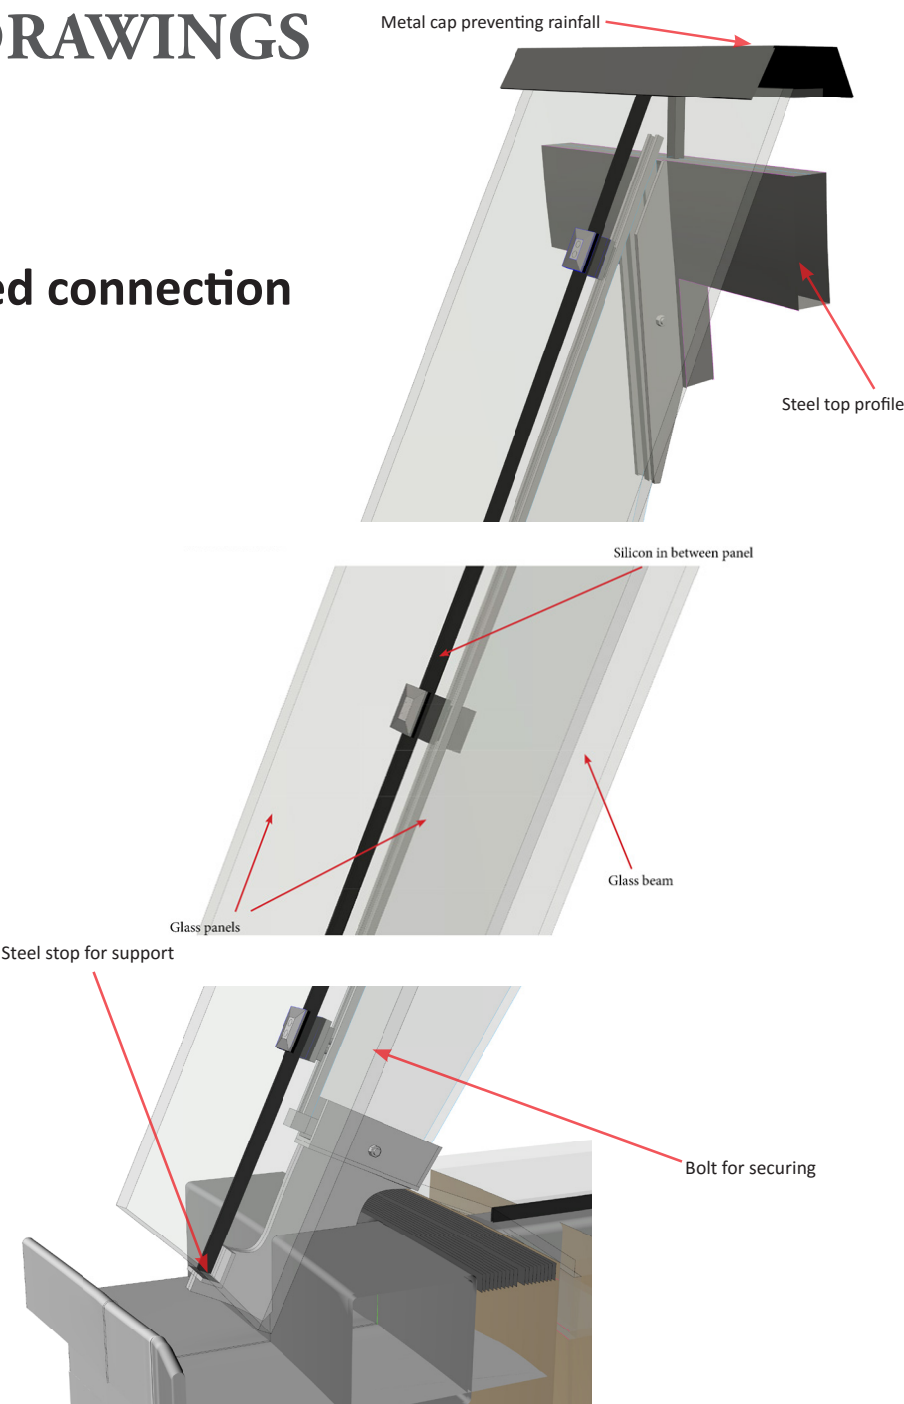 Metal cap preventing rainfall
RAWINGS
connection
Steel top profile
Silicon in between panel
Glass beam
Glass panels
Steel stop for support
Bolt for securing